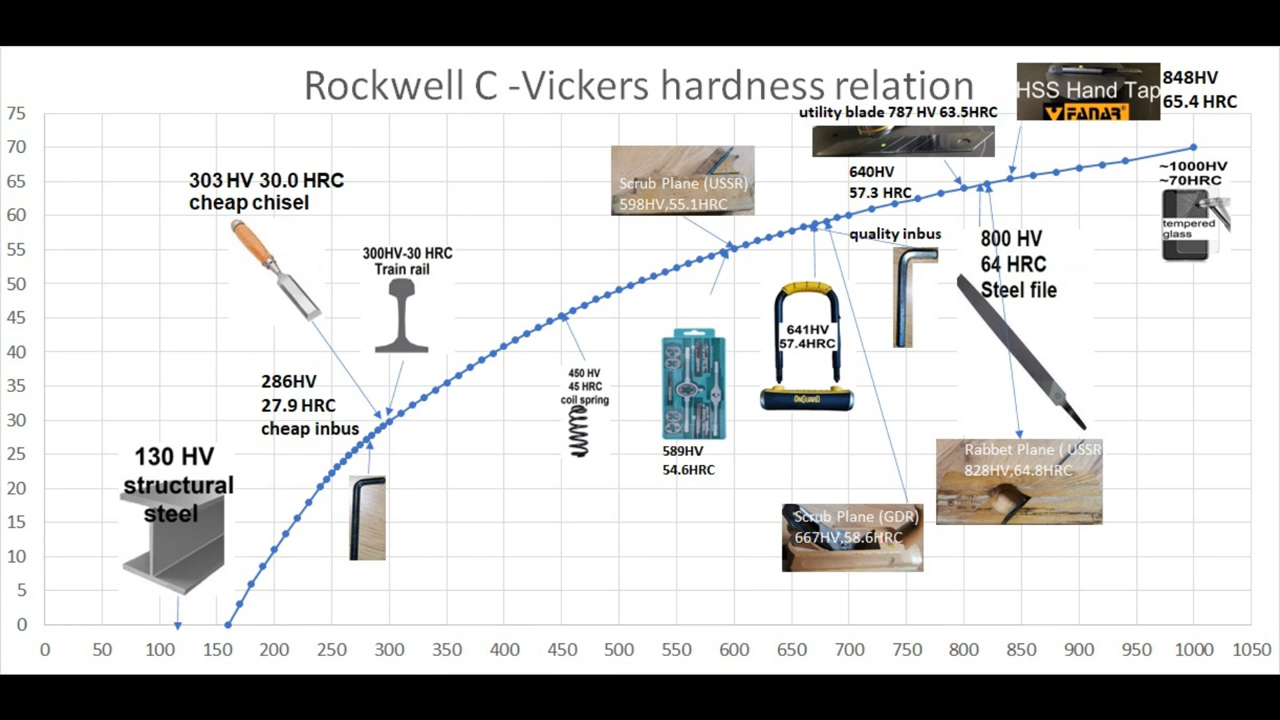 Rockwell C -Vickers hardness relation
HSS Hand Tap
FANAR
848HV
65.4 HRC
utility blade 787 HV 63.5HRC
75
70
65
60
55
50
45
40
35
30
25
20
15
10
5
0
303 HV 30.0 HRC
cheap chisel
Scrub Plane (USSR)
598HV,55.1HRC
640HV
57.3 HRC
quality inbus
~1000HV
~70HRC
tempered
glass
300HV-30 HRC
Train rail
800 HV
64 HRC
Steel file
641HV
57.4HRC
ONGUARD
286HV
27.9 HRC
cheap inbus
450 HV
45 HRC
coil spring
589HV
54.6HRC
130 HV
structural
steel
Rabbet Plane ( USSR
828HV,64.8HRC
Scrub Plane (GDR)
667HV,58.6HRC
0 50 100 150 200 250 300 350 400 450 500 550 600 650 700 750 800 850 900 950 1000 1050